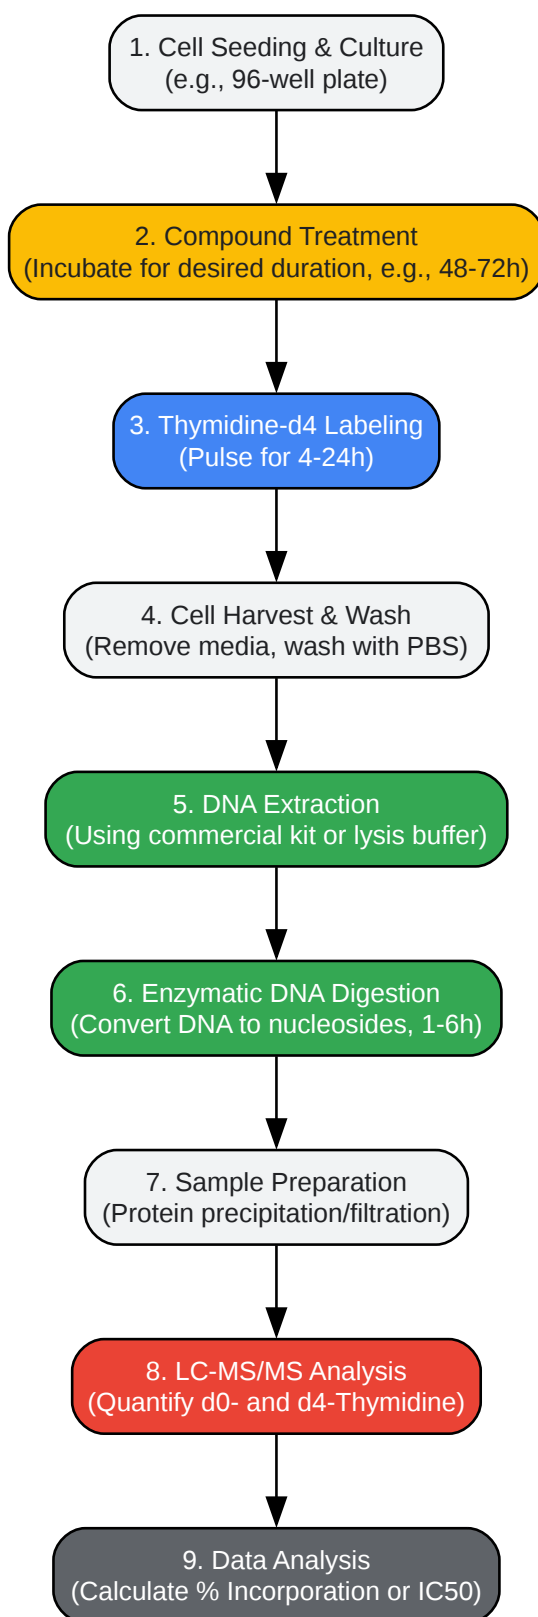 1. Cell Seeding & Culture
(e.g., 96-well plate)
2. Compound Treatment
(Incubate for desired duration, e.g., 48-72h)
3. Thymidine-d4 Labeling
(Pulse for 4-24h)
4. Cell Harvest & Wash
(Remove media, wash with PBS)
5. DNA Extraction
(Using commercial kit or lysis buffer)
6. Enzymatic DNA Digestion
(Convert DNA to nucleosides, 1-6h)
7. Sample Preparation
(Protein precipitation/filtration)
8. LC-MS/MS Analysis
(Quantify d0- and d4-Thymidine)
9. Data Analysis
(Calculate % Incorporation or IC50)